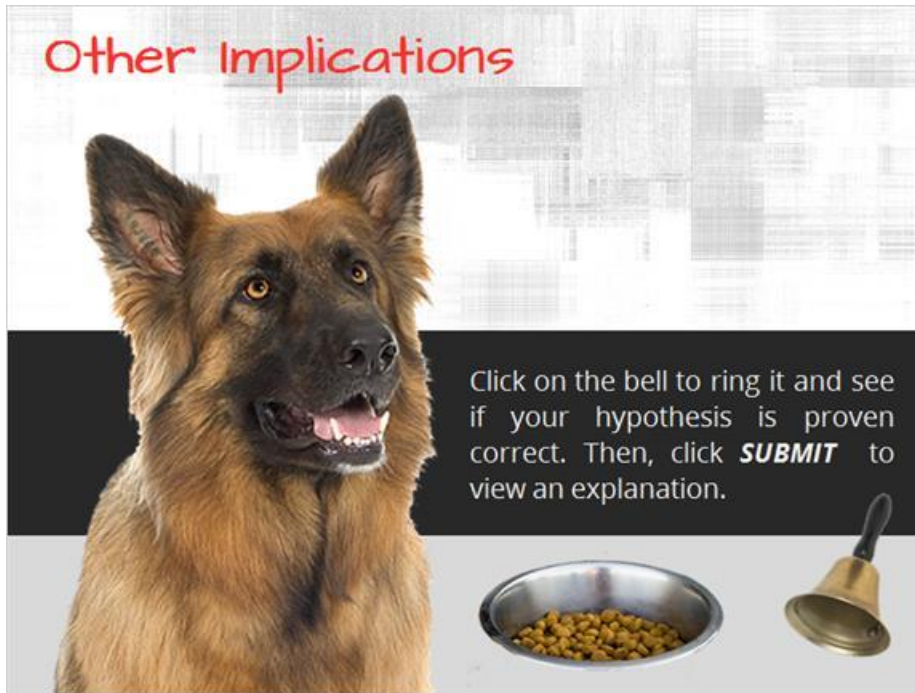 Other Implications
Click on the bell to ring it and see
if your hypothesis is proven
correct. Then, click SUBMIT to
view an explanation.